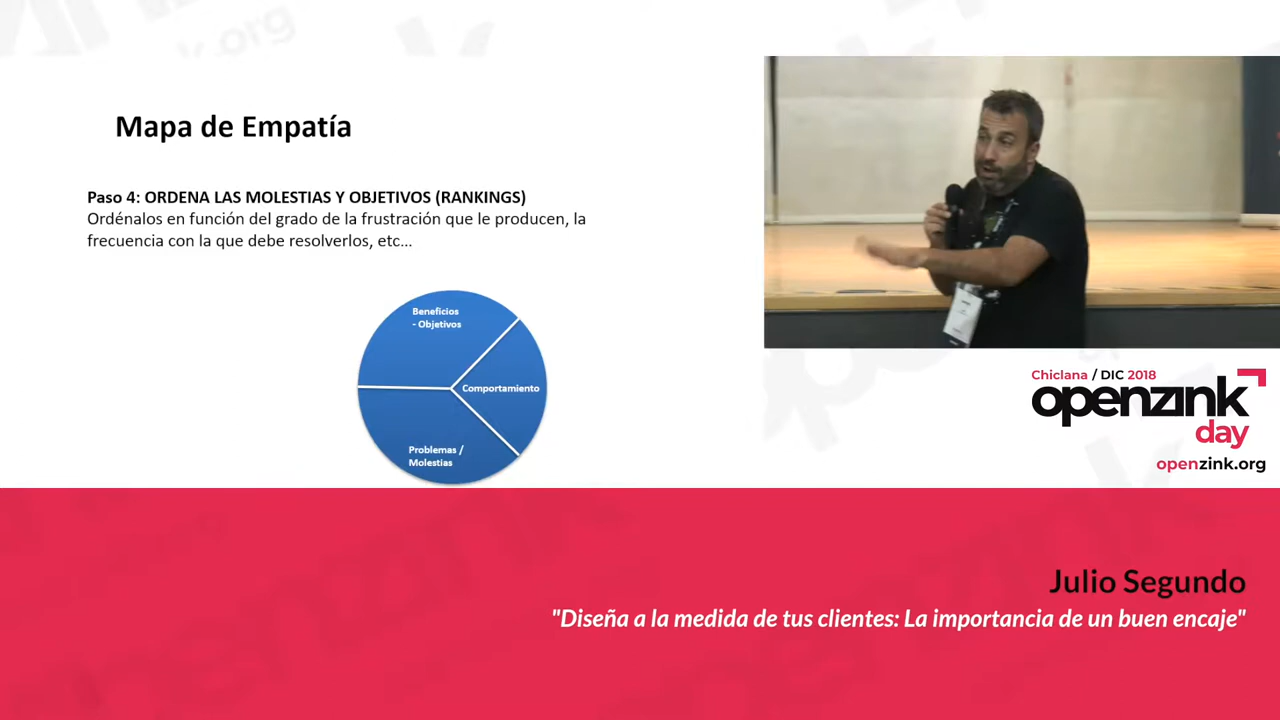 Mapa de Empatía
Paso 4: ORDENA LAS MOLESTIAS Y OBJETIVOS (RANKINGS)
Ordénalos en función del grado de la frustración que le producen, la
frecuencia con la que debe resolverlos, etc...
Beneficios
- Objetivos
Comportamiento
Problemas /
Molestias
Chiclana / DIC 2018
openzink
day
openzink.org
Julio Segundo
"Diseña a la medida de tus clientes: La importancia de un buen encaje"